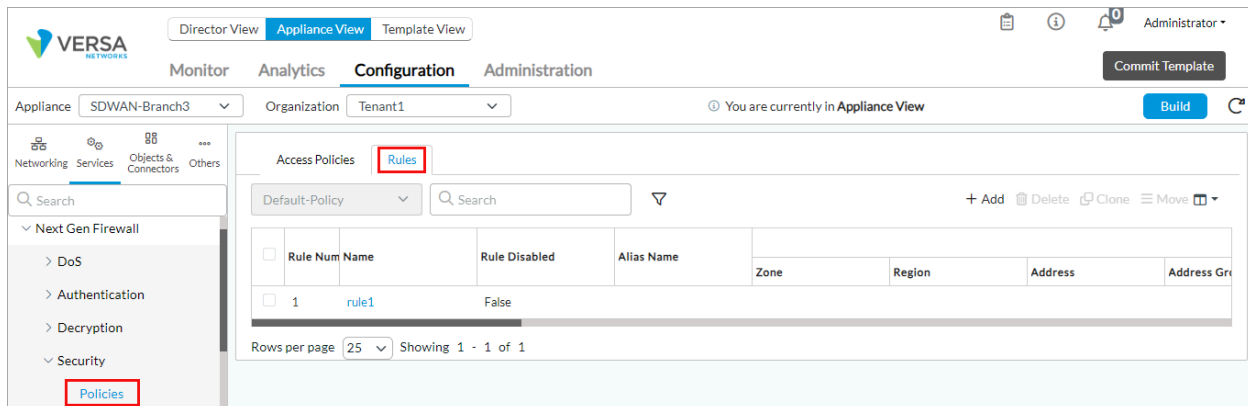 Director View Appliance View Template View
0
Administrator
VERSA
NETWORKS
Monitor Analytics Configuration Administration
Commit Template
Appliance SDWAN-Branch3 Organization Tenant1 You are currently in Appliance View Build
Networking Services Objects & Connectors Others
Search
Next Gen Firewall
DoS
Authentication
Decryption
Security
Policies
Access Policies Rules
Default-Policy Search + Add Delete Clone Move
Rule Num Name Rule Disabled Alias Name
Zone Region Address Address Gro
1 rule1 False
Rows per page 25 Showing 1 - 1 of 1